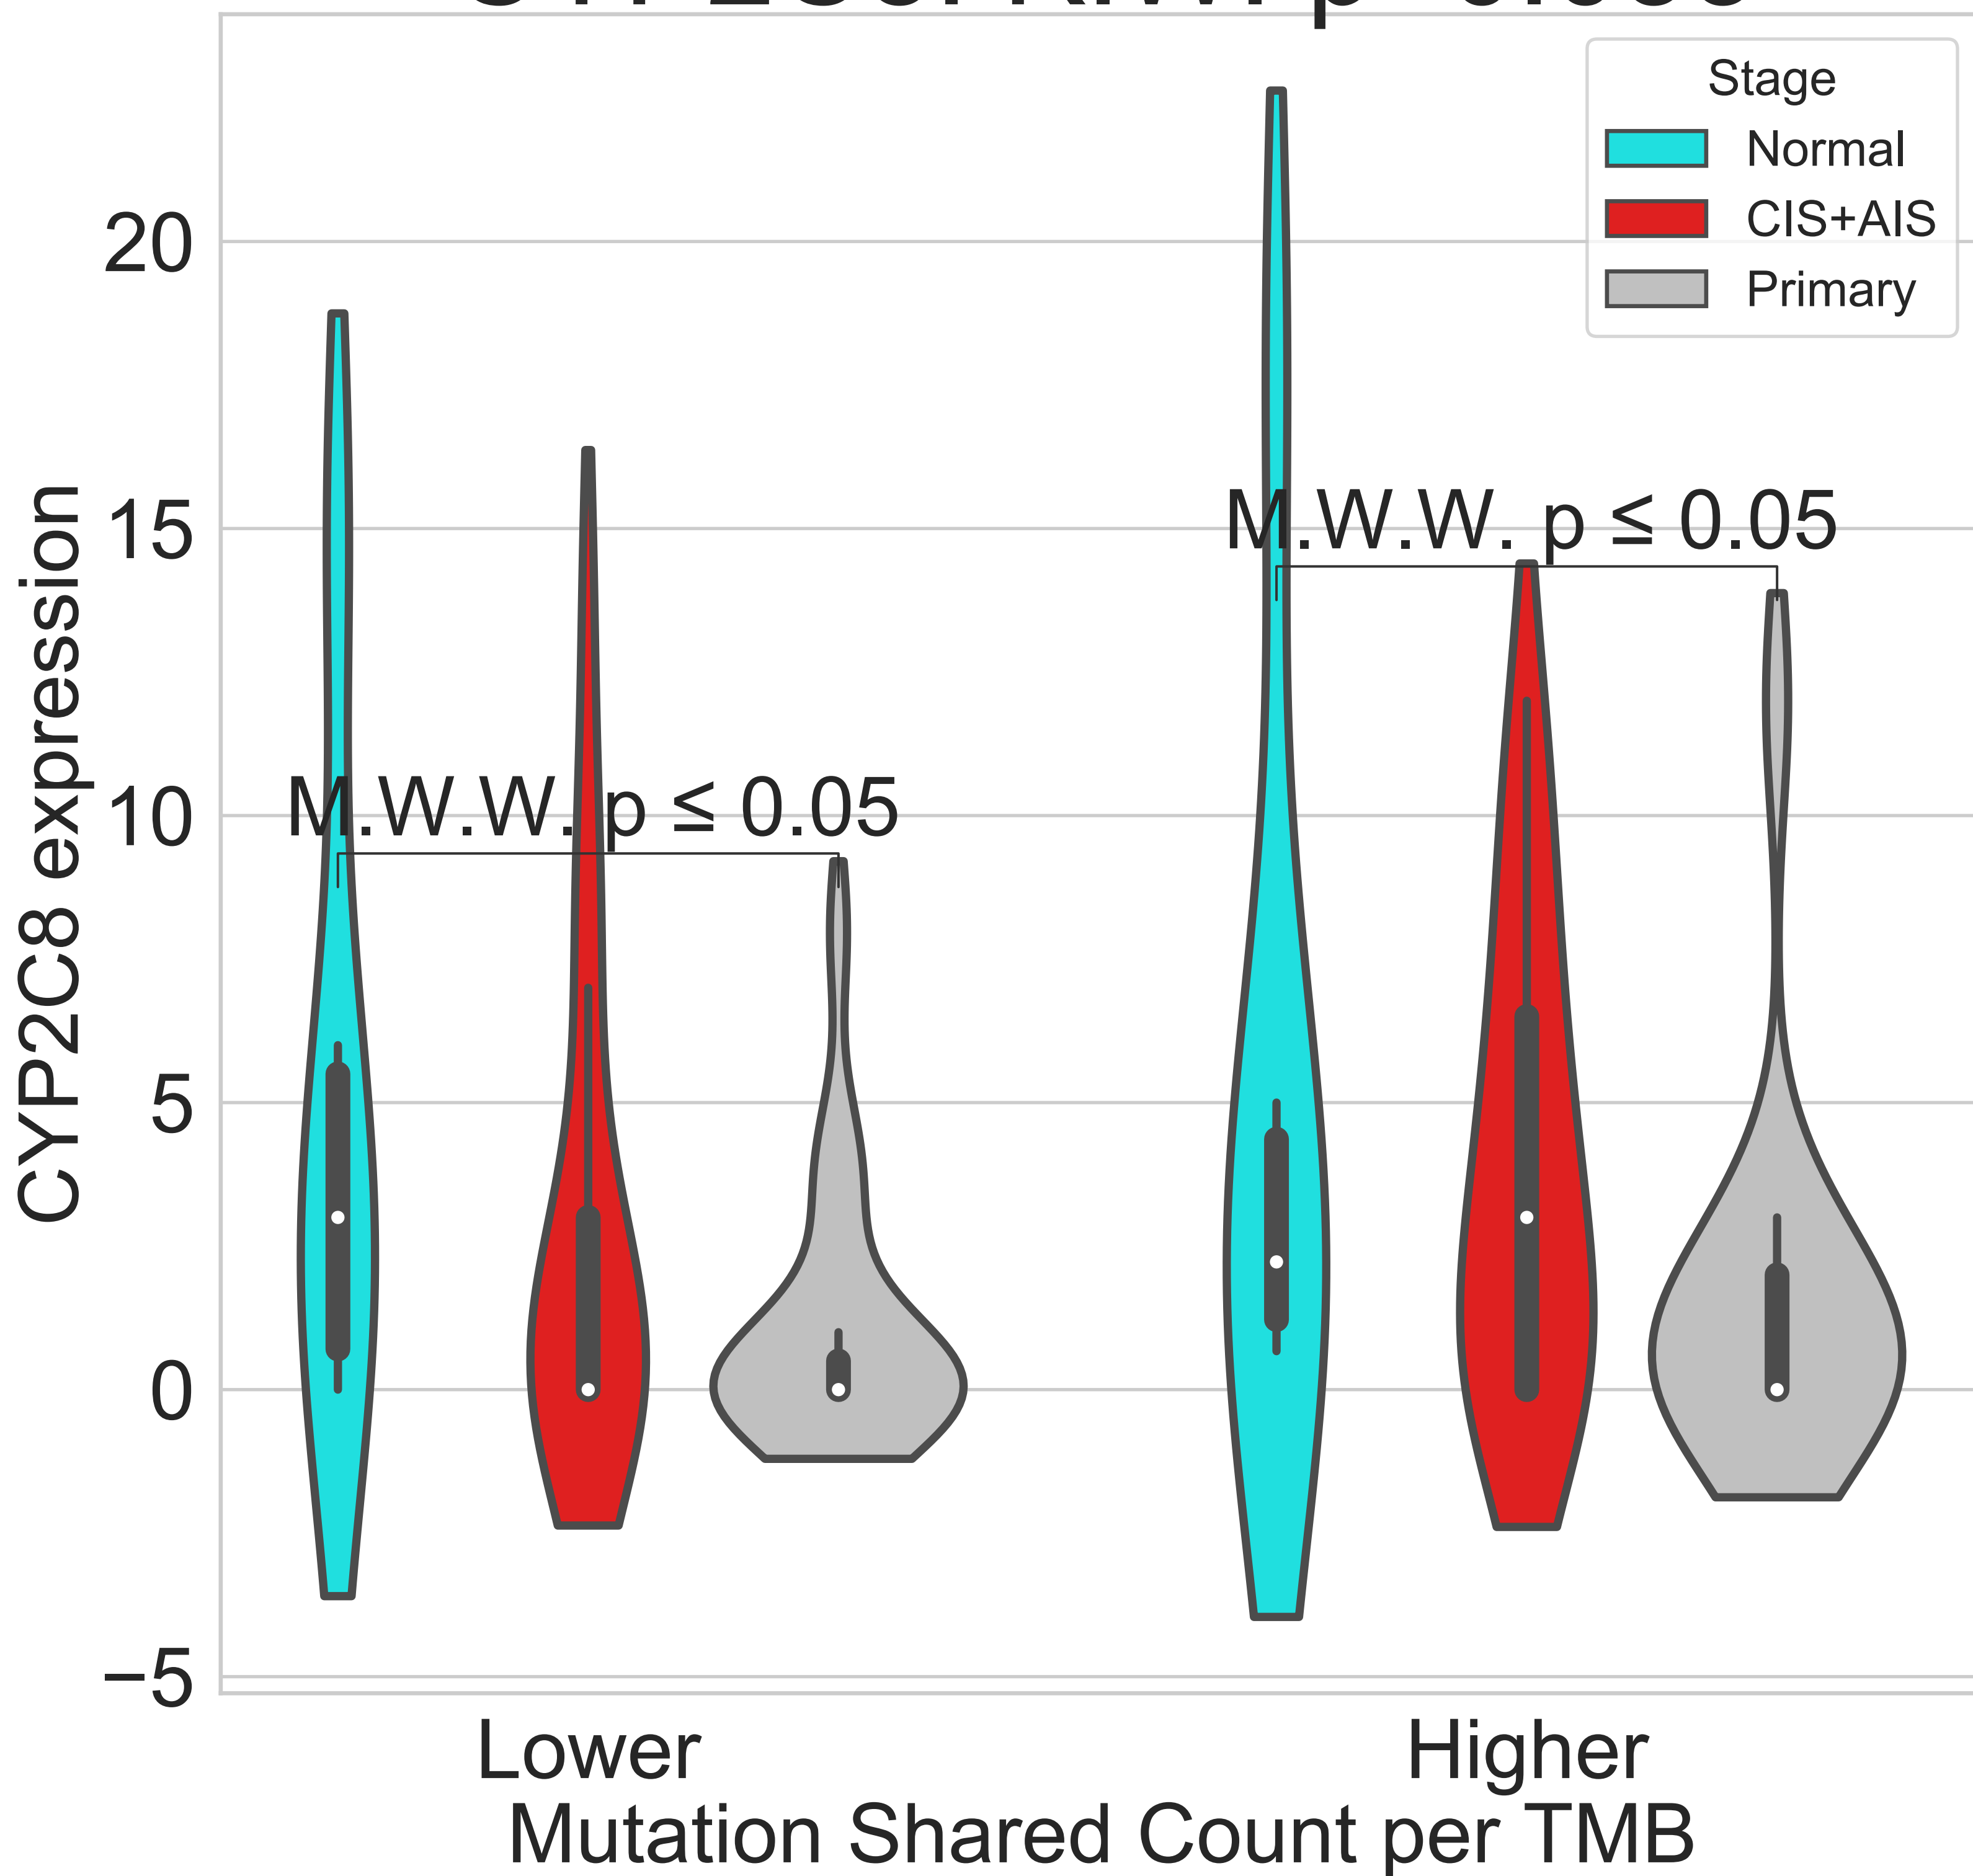 Stage
Normal
CIS+AIS
Primary
20
15
10
5
0
−5
CYP2C8 expression
M.W.W. p ≤ 0.05
M.W.W. p ≤ 0.05
Lower
Higher
Mutation Shared Count per TMB